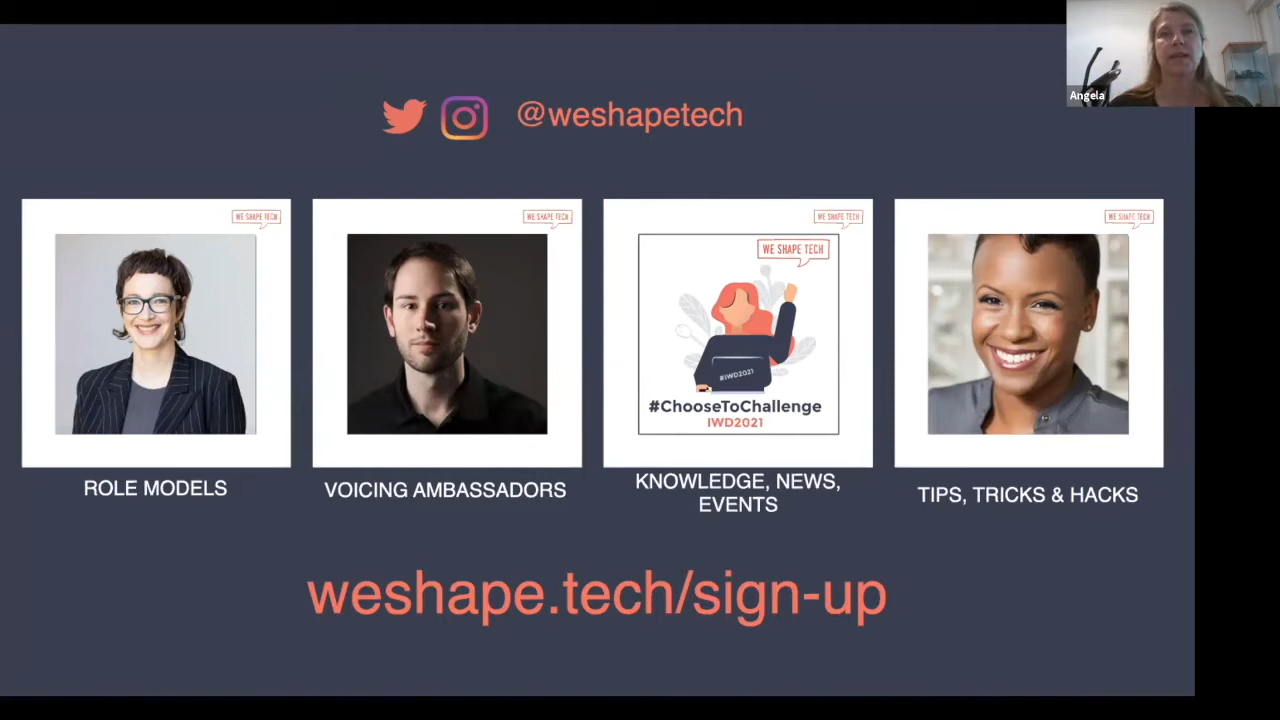 Angela
@weshapetech
WE SHAPE TECH
WE SHAPE TECH
WE SHAPE TECH
WE SHAPE TECH
WE SHAPE TECH
#IWD2021
#ChooseToChallenge
IWD2021
ROLE MODELS
VOICING AMBASSADORS
KNOWLEDGE, NEWS,
EVENTS
TIPS, TRICKS & HACKS
weshape.tech/sign-up